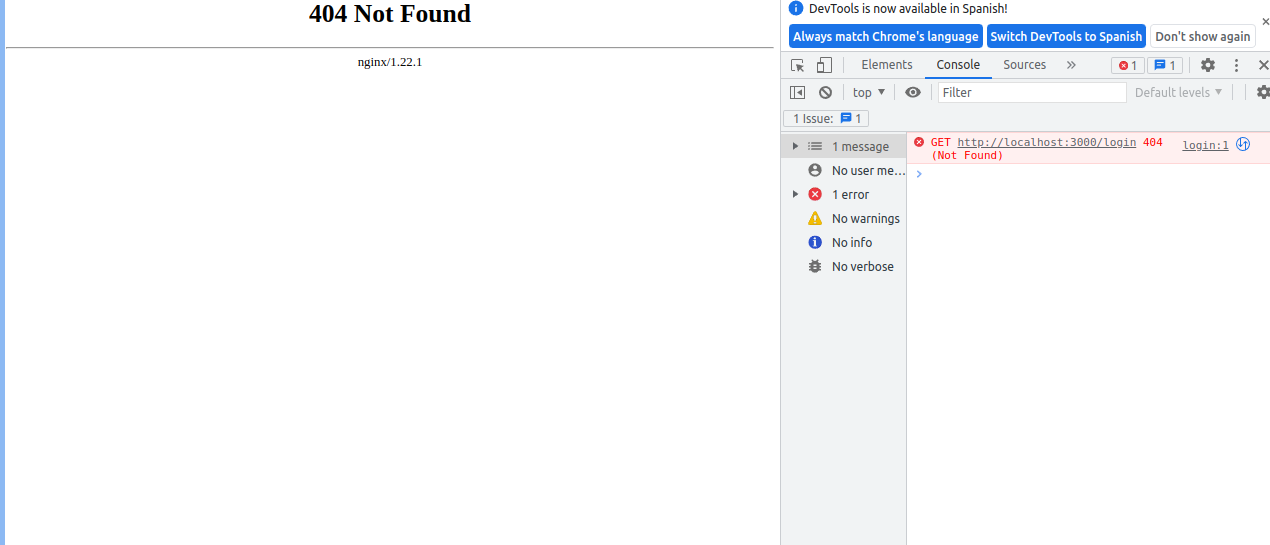 404 Not Found
nginx/1.22.1
DevTools is now available in Spanish!
Always match Chrome's language
Switch DevTools to Spanish
Don't show again
Elements
Console
Sources
1
1
top
Filter
Default levels
1 Issue:
1
1 message
No user me...
1 error
No warnings
No info
No verbose
GET http://localhost:3000/login 404
(Not Found)
login:1